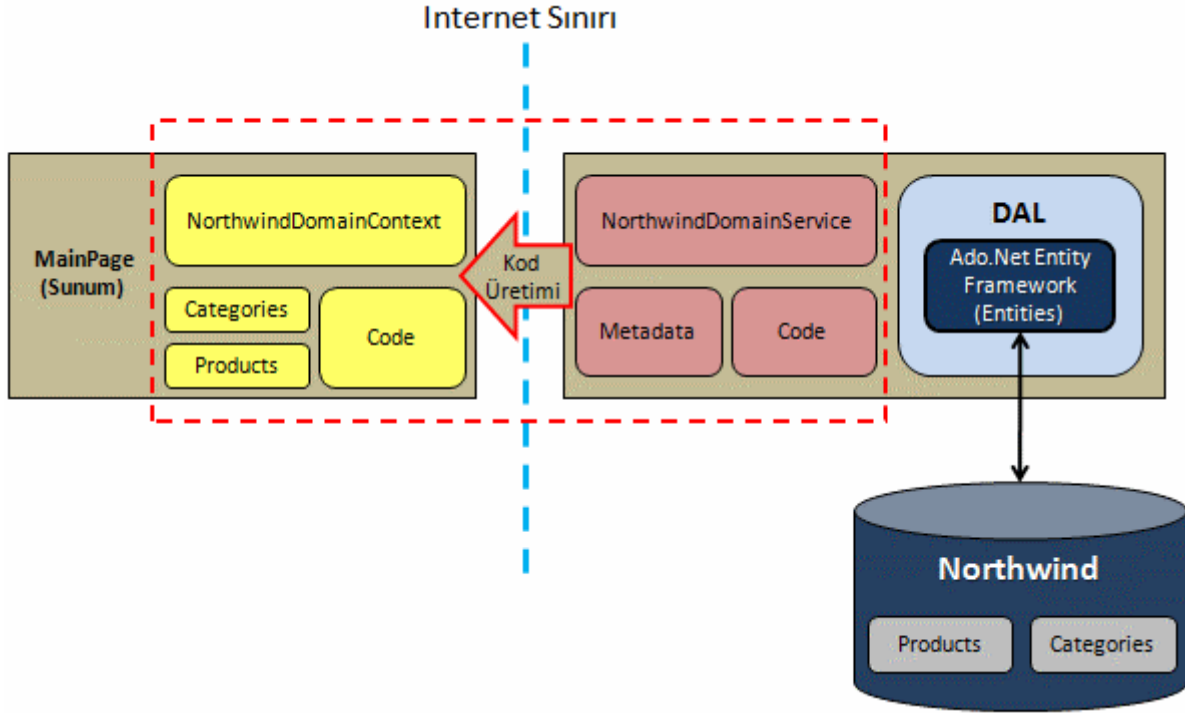 Internet Sınırı
MainPage
(Sunum)
NorthwindDomainContext
Categories
Products
Code
Kod
Üretimi
NorthwindDomainService
Metadata
Code
DAL
Ado.Net Entity
Framework
(Entities)
Northwind
Products
Categories